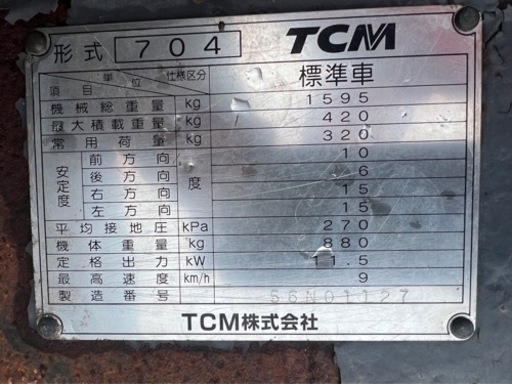 形式 704 TCM
項目 単位 仕様区分 標準車
機械総重量 kg 1595
最大積載重量 kg 420
常用荷重 kg 320
安定度 前方向 度 10
後方向 6
右方向 15
左方向 15
平均接地圧 kPa 270
機体重量 kg 880
定格出力 kW 1.5
最高速度 km/h 9
製造番号 56N01127
TCM株式会社